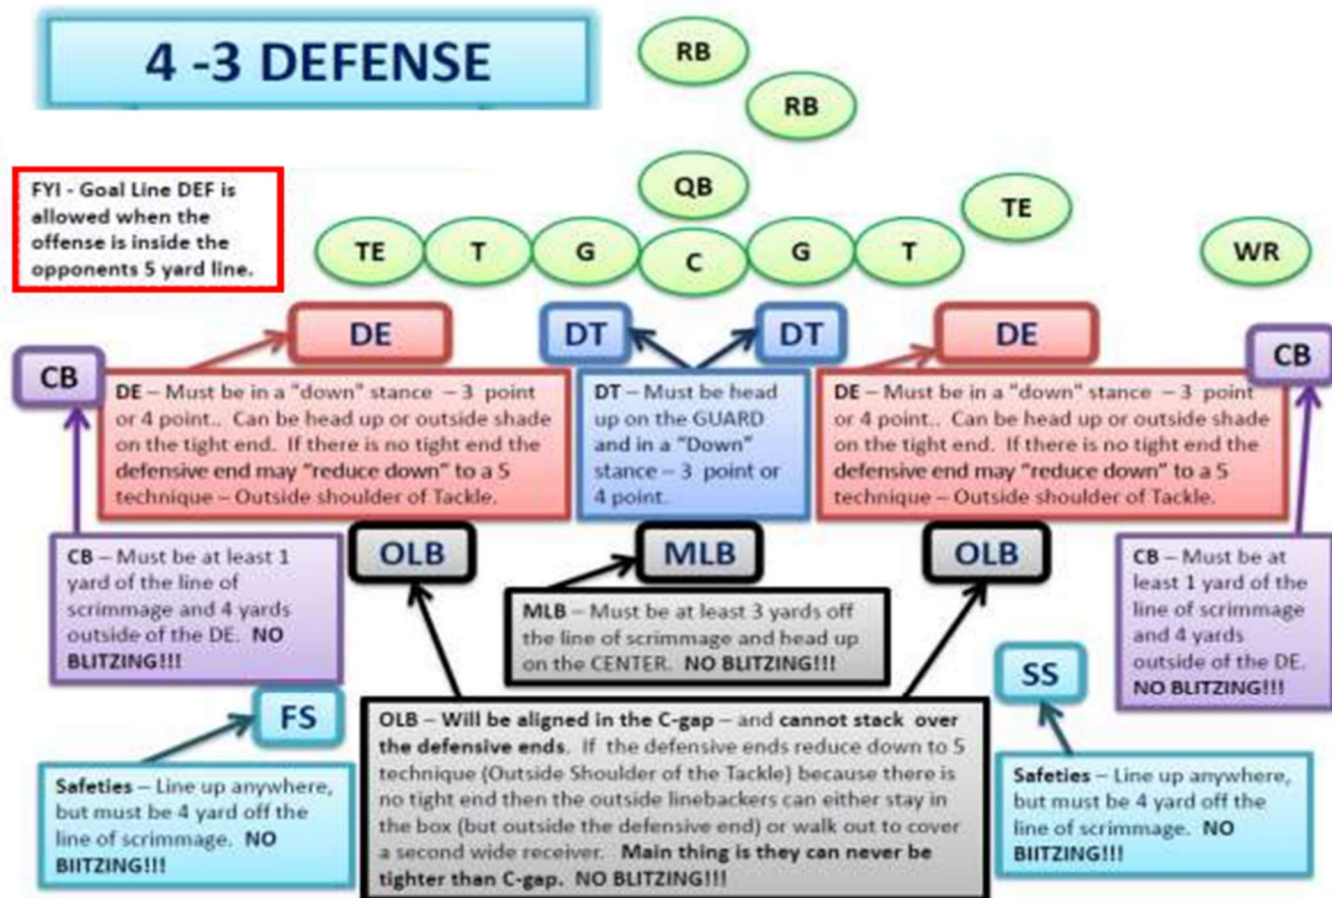 4 -3 DEFENSE
RB
RB
FYI - Goal Line DEF is
allowed when the
offense is inside the
opponents 5 yard line.
QB
TE
TE
T
G
C
G
T
WR
DE
DT
DT
DE
CB
CB
DE – Must be in a "down" stance – 3 point
or 4 point.. Can be head up or outside shade
on the tight end. If there is no tight end the
defensive end may "reduce down" to a 5
technique – Outside shoulder of Tackle.
DT – Must be head
up on the GUARD
and in a "Down"
stance – 3 point or
4 point.
DE – Must be in a "down" stance – 3 point
or 4 point.. Can be head up or outside shade
on the tight end. If there is no tight end the
defensive end may "reduce down" to a 5
technique – Outside shoulder of Tackle.
OLB
MLB
OLB
CB – Must be at least 1
yard of the line of
scrimmage and 4 yards
outside of the DE. NO
BLITZING!!!
MLB – Must be at least 3 yards off
the line of scrimmage and head up
on the CENTER. NO BLITZING!!!
CB – Must be at
least 1 yard of the
line of scrimmage
and 4 yards
outside of the DE.
NO BLITZING!!!
FS
SS
OLB – Will be aligned in the C-gap – and cannot stack over
the defensive ends. If the defensive ends reduce down to 5
technique (Outside Shoulder of the Tackle) because there is
no tight end then the outside linebackers can either stay in
the box (but outside the defensive end) or walk out to cover
a second wide receiver. Main thing is they can never be
tighter than C-gap. NO BLITZING!!!
Safeties – Line up anywhere,
but must be 4 yard off the
line of scrimmage. NO
BIITZING!!!
Safeties – Line up anywhere,
but must be 4 yard off the
line of scrimmage. NO
BIITZING!!!